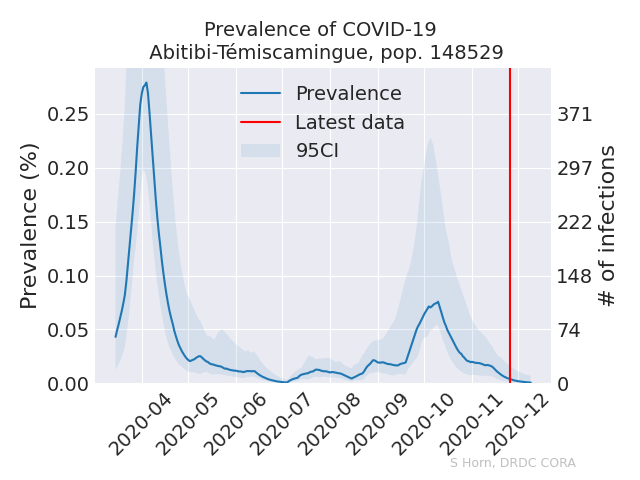 Prevalence of COVID-19
Abitibi-Témiscamingue, pop. 148529
Prevalence
Latest data
95CI
Prevalence (%)
0.25
0.20
0.15
0.10
0.05
0.00
371
297
222
148
74
0
# of infections
2020-04
2020-05
2020-06
2020-07
2020-08
2020-09
2020-10
2020-11
2020-12
S Horn, DRDC CORA